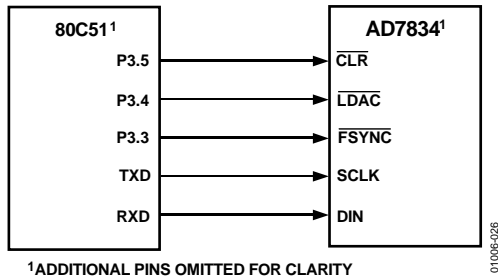 80C51¹ AD7834¹
P3.5 CLR
P3.4 LDAC
P3.3 FSYNC
TXD SCLK
RXD DIN
¹ADDITIONAL PINS OMITTED FOR CLARITY
01006-026